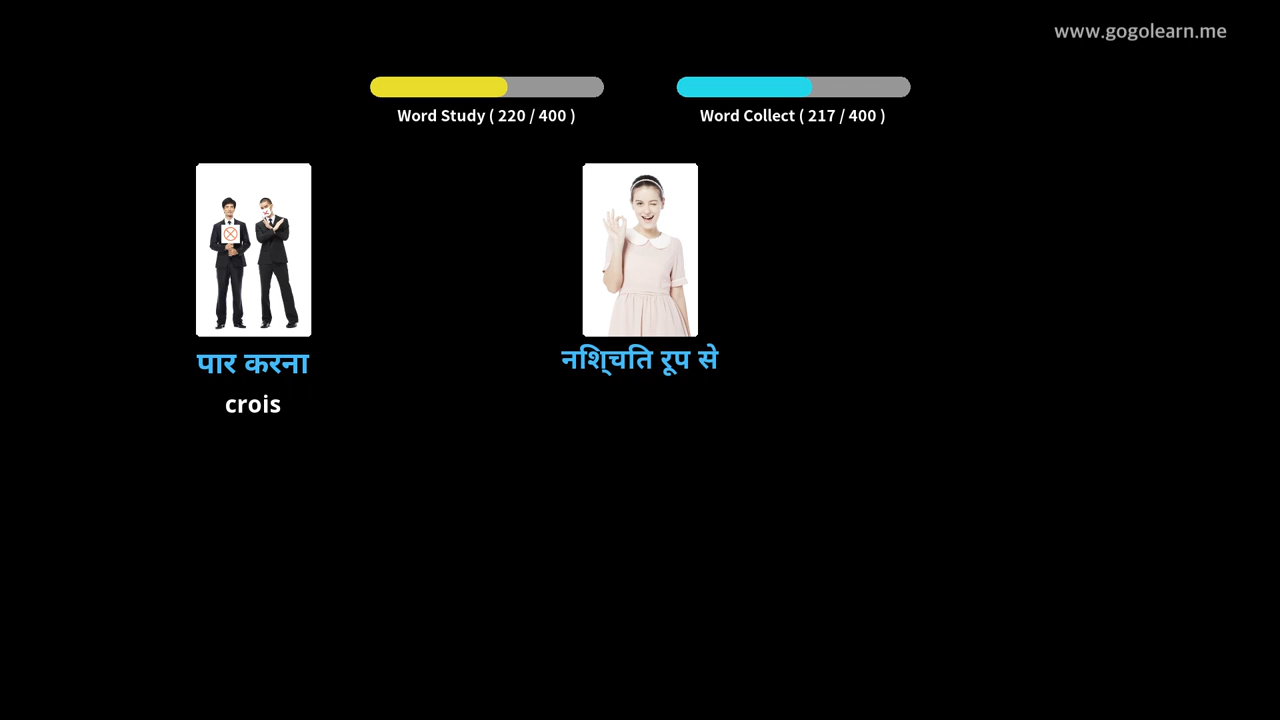 www.gogolearn.me
Word Study ( 220 / 400 )
Word Collect ( 217 / 400 )
पार करना
नशि्चति रूप से
crois